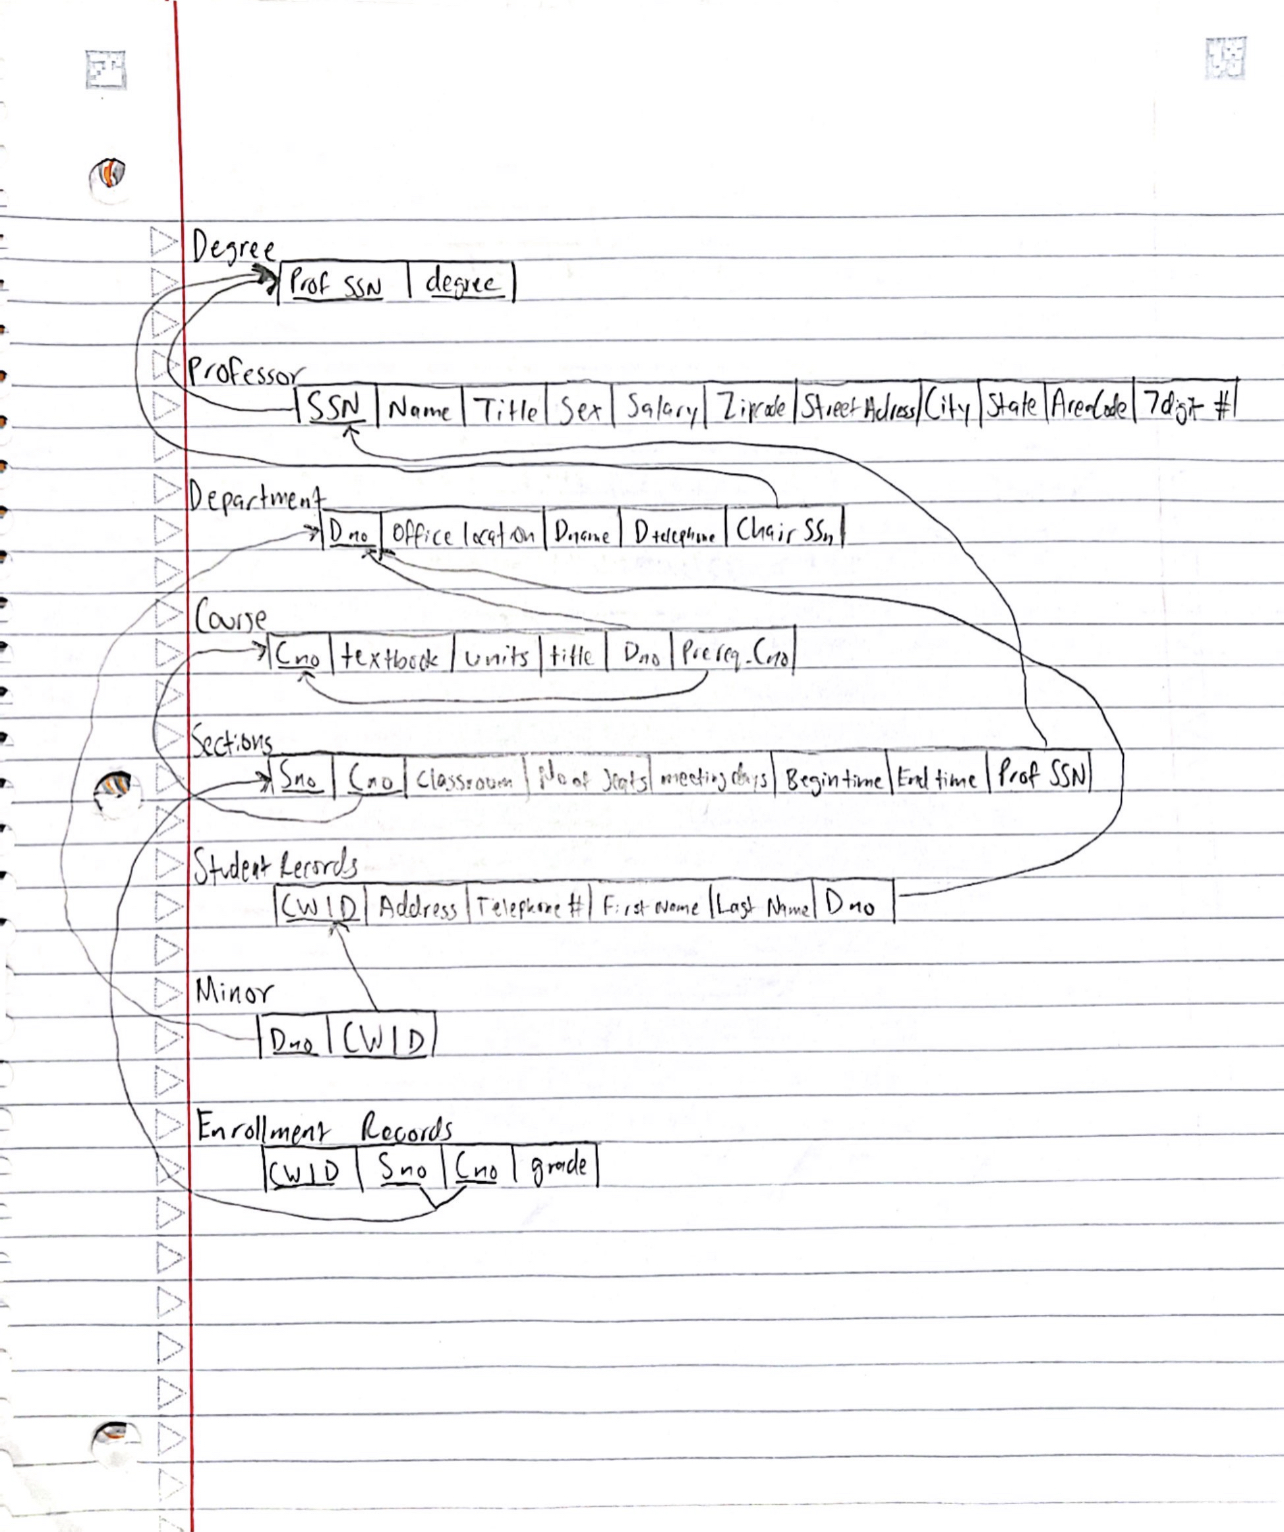 Degree
Prof SSN degree
Professor
SSN Name Title Sex Salary Zipcode Street Adress City State AreaCode 7digit #
Department
Dno Office location Dname Dtelephone Chair SSn
Course
Cno textbook units title Dno Prereq_Cno
Sections
Sno Cno Classroom No of Seats meeting days Begin time End time Prof SSN
Student Records
CWID Address Telephone # First Name Last Name Dno
Minor
Dno CWID
Enrollment Records
CWID Sno Cno grade